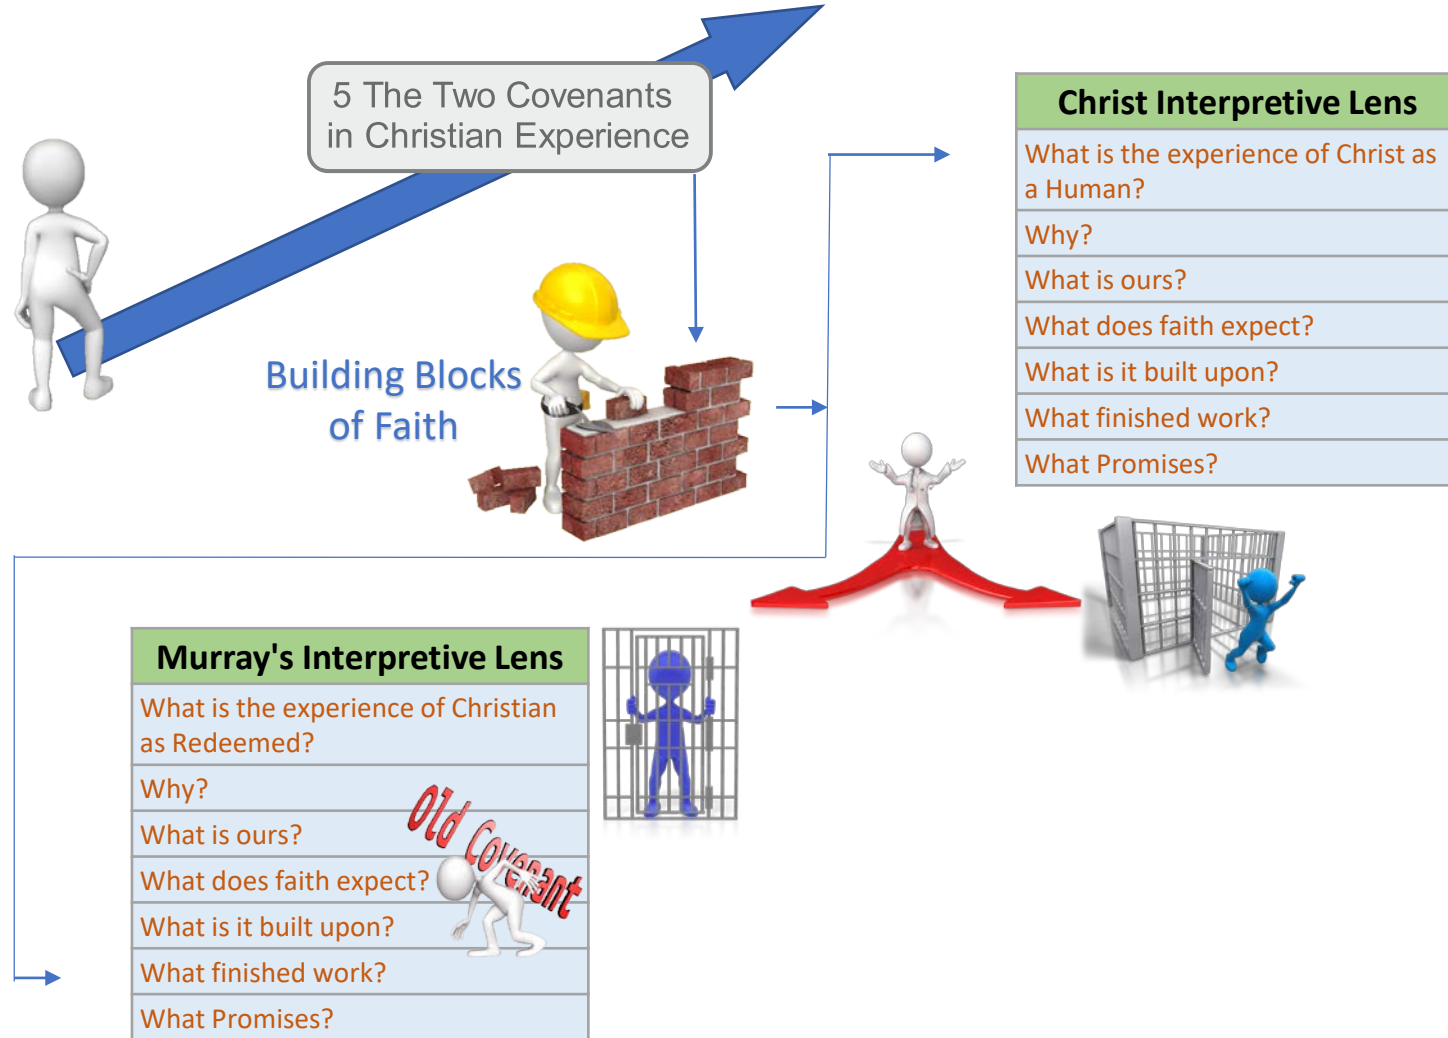 5 The Two Covenants
in Christian Experience
Building Blocks
of Faith
Christ Interpretive Lens
What is the experience of Christ as
a Human?
Why?
What is ours?
What does faith expect?
What is it built upon?
What finished work?
What Promises?
Murray's Interpretive Lens
What is the experience of Christian
as Redeemed?
Why?
What is ours?
What does faith expect?
What is it built upon?
What finished work?
What Promises?
Old Covenant